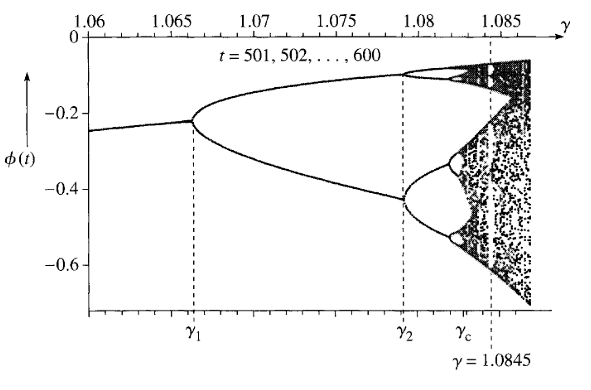 1.06 1.065 1.07 1.075 1.08 1.085 γ
0
t = 501, 502, . . . , 600
−0.2
ϕ(t)
−0.4
−0.6
γ₁ γ₂ γc
γ = 1.0845